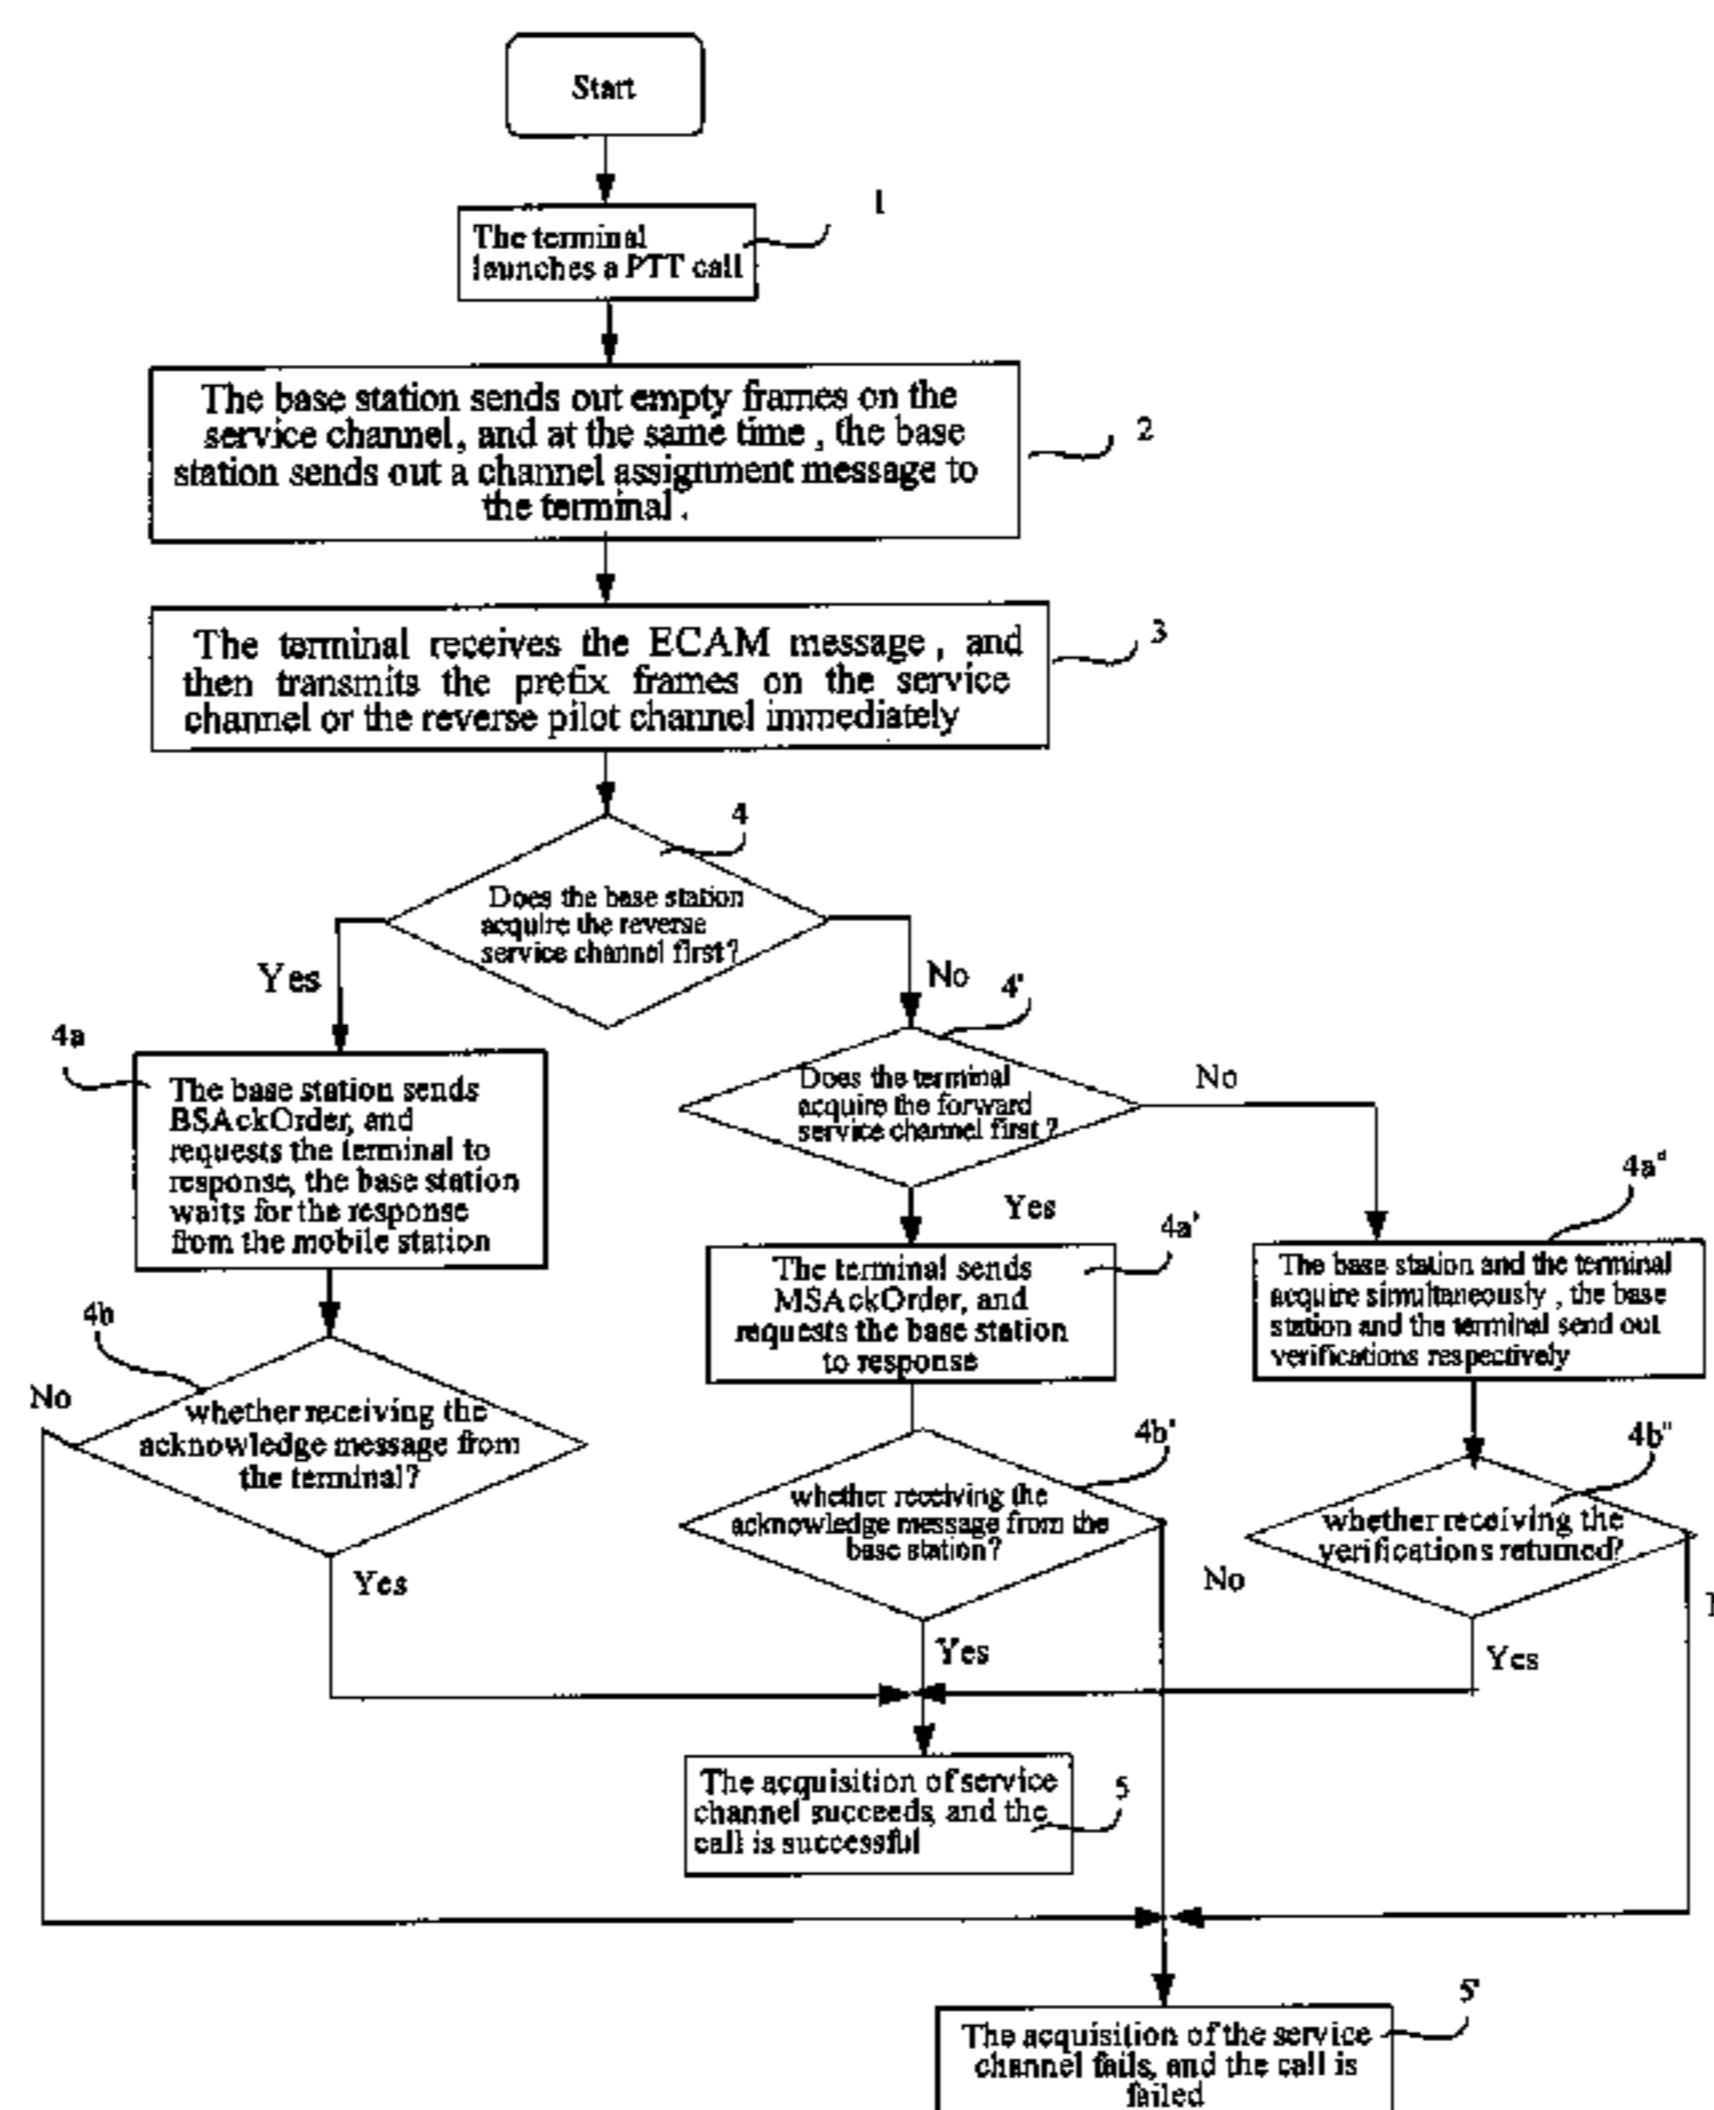 Start
1
The terminal
launches a PTT call
The base station sends out empty frames on the
service channel, and at the same time, the base
station sends out a channel assignment message to
the terminal.
2
The terminal receives the ECAM message, and
then transmits the prefix frames on the service
channel or the reverse pilot channel immediately
3
4
Does the base station
acquire the reverse
service channel first?
Yes
No
4'
4a
The base station sends
BSAckOrder, and
requests the terminal to
response, the base station
waits for the response
from the mobile station
Does the terminal
acquire the forward
service channel first?
No
Yes
4a'
The terminal sends
MSAckOrder, and
requests the base station
to response
4a"
The base station and the terminal
acquire simultaneously, the base
station and the terminal send out
verifications respectively
4b
No
whether receiving the
acknowledge message from
the terminal?
Yes
4b'
whether receiving the
acknowledge message from the
base station?
No
Yes
4b"
whether receiving the
verifications returned?
Yes
The acquisition of service
channel succeeds, and the
call is successful
5
5'
The acquisition of the service
channel fails, and the call is
failed